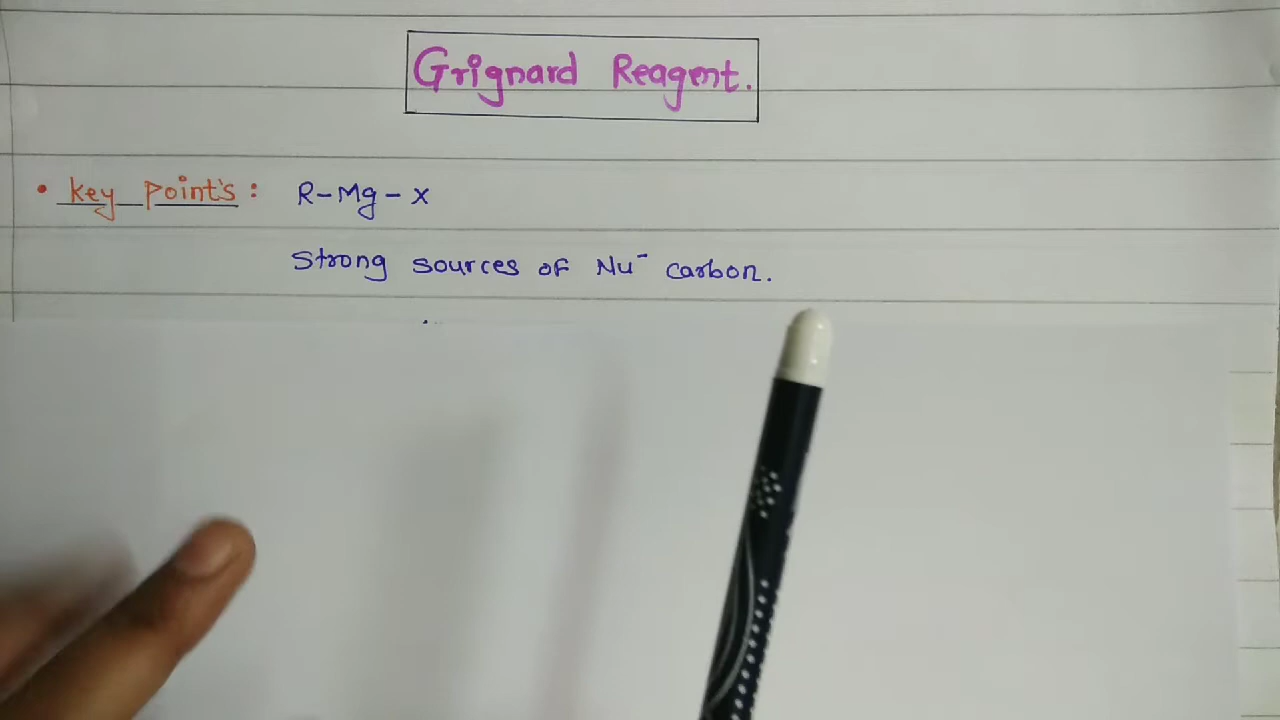 Grignard Reagent.
• Key Point's : R-Mg-X
Strong sources of Nu⁻ carbon.